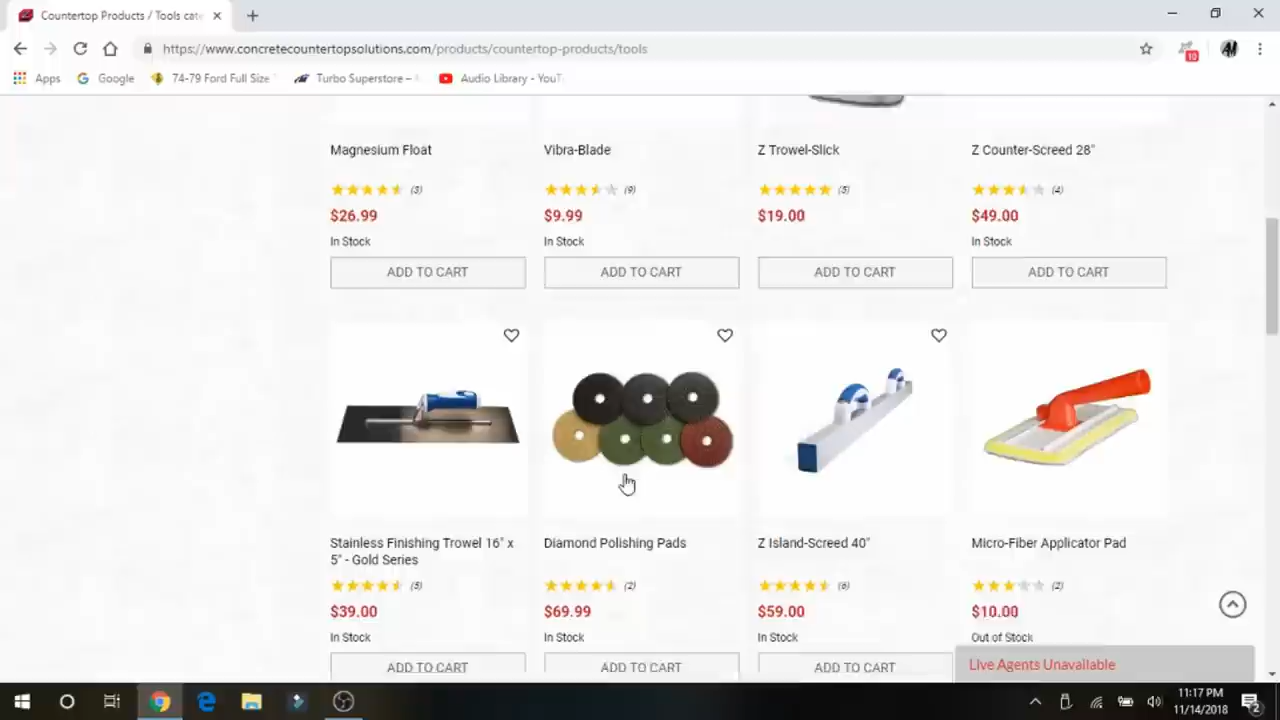 Countertop Products / Tools cate
https://www.concretecountertopsolutions.com/products/countertop-products/tools
10
Apps Google 74-79 Ford Full Size Turbo Superstore – Audio Library - YouT
Magnesium Float Vibra-Blade Z Trowel-Slick Z Counter-Screed 28"
(3) (9) (5) (4)
$26.99 $9.99 $19.00 $49.00
In Stock In Stock In Stock In Stock
ADD TO CART ADD TO CART ADD TO CART ADD TO CART
Stainless Finishing Trowel 16" x
5" - Gold Series
Diamond Polishing Pads Z Island-Screed 40" Micro-Fiber Applicator Pad
(5) (2) (6) (2)
$39.00 $69.99 $59.00 $10.00
In Stock In Stock In Stock Out of Stock
ADD TO CART ADD TO CART ADD TO CART
Live Agents Unavailable
11:17 PM
11/14/2018
2